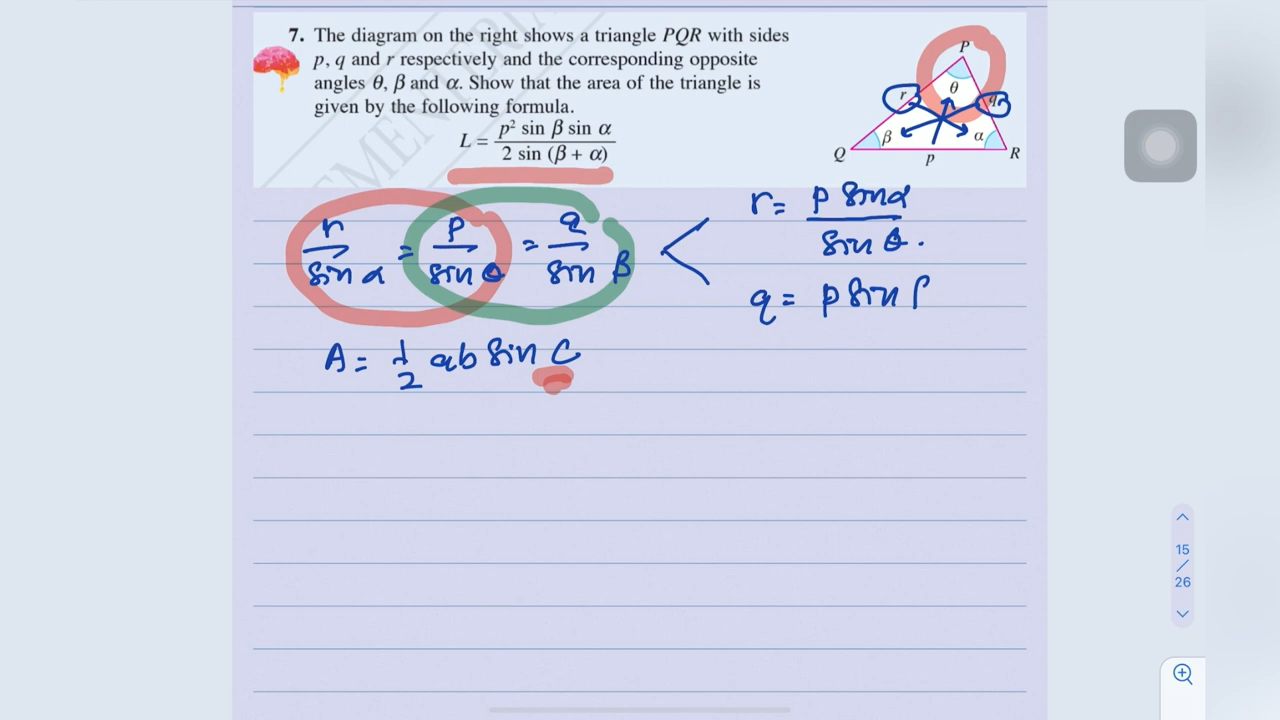 7. The diagram on the right shows a triangle PQR with sides
p, q and r respectively and the corresponding opposite
angles θ, β and α. Show that the area of the triangle is
given by the following formula.
L = p² sin β sin α / 2 sin (β + α)
P
r
θ
q
β
α
Q
p
R
r/sin α = p/sin θ = q/sin β
r = p sin α / sin θ.
q = p sin β
A = 1/2 ab sin C
15
/
26